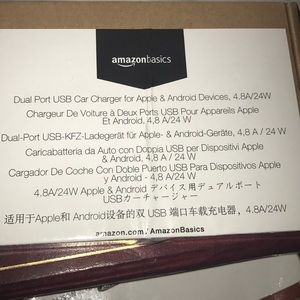 amazonbasics
Dual Port USB Car Charger for Apple & Android Devices, 4.8A/24W
Chargeur De Voiture à Deux Ports USB Pour Appareils Apple
Et Android, 4,8 A/24 W
Dual-Port-USB-KFZ-Ladegerät für Apple- & Android-Geräte, 4,8 A / 24 W
Caricabatteria da Auto con Doppia USB per Dispositivi Apple
& Android, 4,8 A / 24 W
Cargador De Coche Con Doble Puerto USB Para Dispositivos Apple
y Android - 4,8 A / 24 W
4.8A/24W Apple & Android デバイス用デュアルポート
USBカーチャージャー
适用于Apple和 Android设备的双 USB 端口车载充电器，4.8A/24W
amazon.com/AmazonBasics